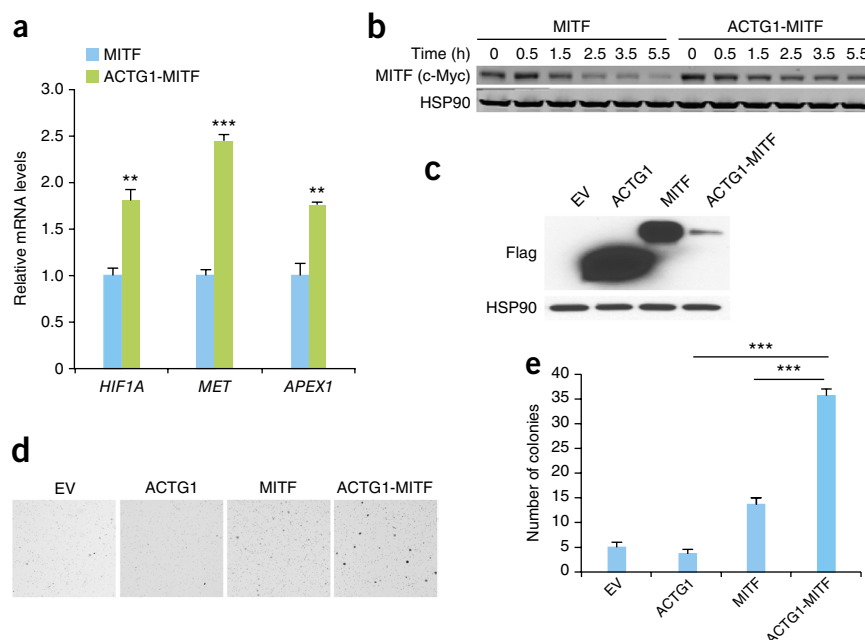 a
MITF
ACTG1-MITF
Relative mRNA levels
3.0
2.5
2.0
1.5
1.0
0.5
0
**
***
**
HIF1A MET APEX1
b
MITF ACTG1-MITF
Time (h) 0 0.5 1.5 2.5 3.5 5.5 0 0.5 1.5 2.5 3.5 5.5
MITF (c-Myc)
HSP90
c
EV ACTG1 MITF ACTG1-MITF
Flag
HSP90
d
EV ACTG1 MITF ACTG1-MITF
e
***
***
Number of colonies
40
35
30
25
20
15
10
5
0
EV ACTG1 MITF ACTG1-MITF